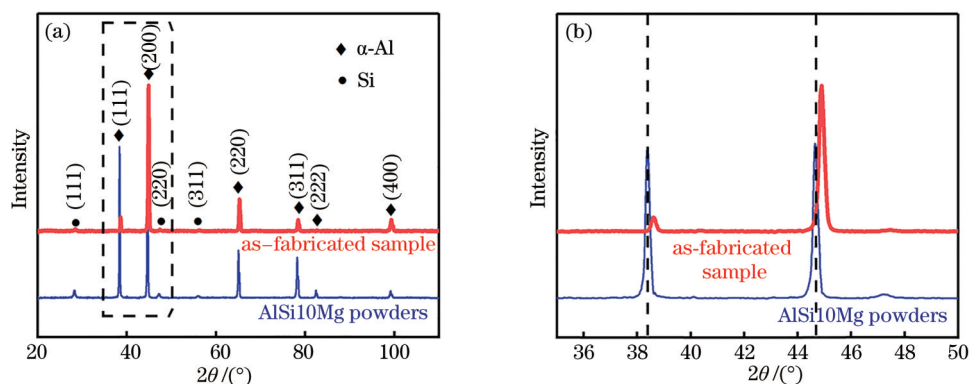 (a)
♦ α-Al
● Si
(111)
(111)
(200)
(220)
(311)
(220)
(311)
(222)
(400)
as-fabricated sample
AlSi10Mg powders
Intensity
20 40 60 80 100
2θ /(°)
(b)
as-fabricated
sample
AlSi10Mg powders
Intensity
36 38 40 42 44 46 48 50
2θ /(°)